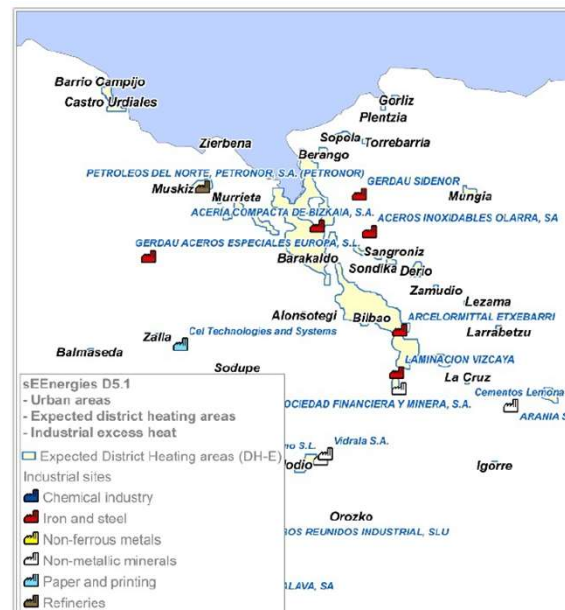 Barrio Campijo
Castro Urdiales
Gorliz
Plentzia
Zierbena
Sopola
Torrebarria
Berango
PETROLEOS DEL NORTE, PETRONOR, S.A. (PETRONOR)
GERDAU SIDENOR
Muskiz
Mungia
Murrieta
ACERÍA COMPACTA DE BIZKAIA, S.A.
ACEROS INOXIDABLES OLARRA, SA
GERDAU ACEROS ESPECIALES EUROPA, S.L.
Sangroniz
Barakaldo
Sondika
Derio
Zamudio
Lezama
Alonsotegi
Bilbao
ARCELORMITTAL ETXEBARRI
Zalla
Cel Technologies and Systems
Larrabetzu
Balmaseda
Sodupe
LAMINACION VIZCAYA
La Cruz
sEEnergies D5.1
- Urban areas
- Expected district heating areas
- Industrial excess heat
Cementos Lemona
OCIEDAD FINANCIERA Y MINERA, S.A.
ARANIA S
no S.L.
Vidrala S.A.
Expected District Heating areas (DH-E)
lodio
Igorre
Industrial sites
Chemical industry
Iron and steel
Orozko
Non-ferrous metals
OS REUNIDOS INDUSTRIAL, SLU
Non-metallic minerals
Paper and printing
ALAVA, SA
Refineries